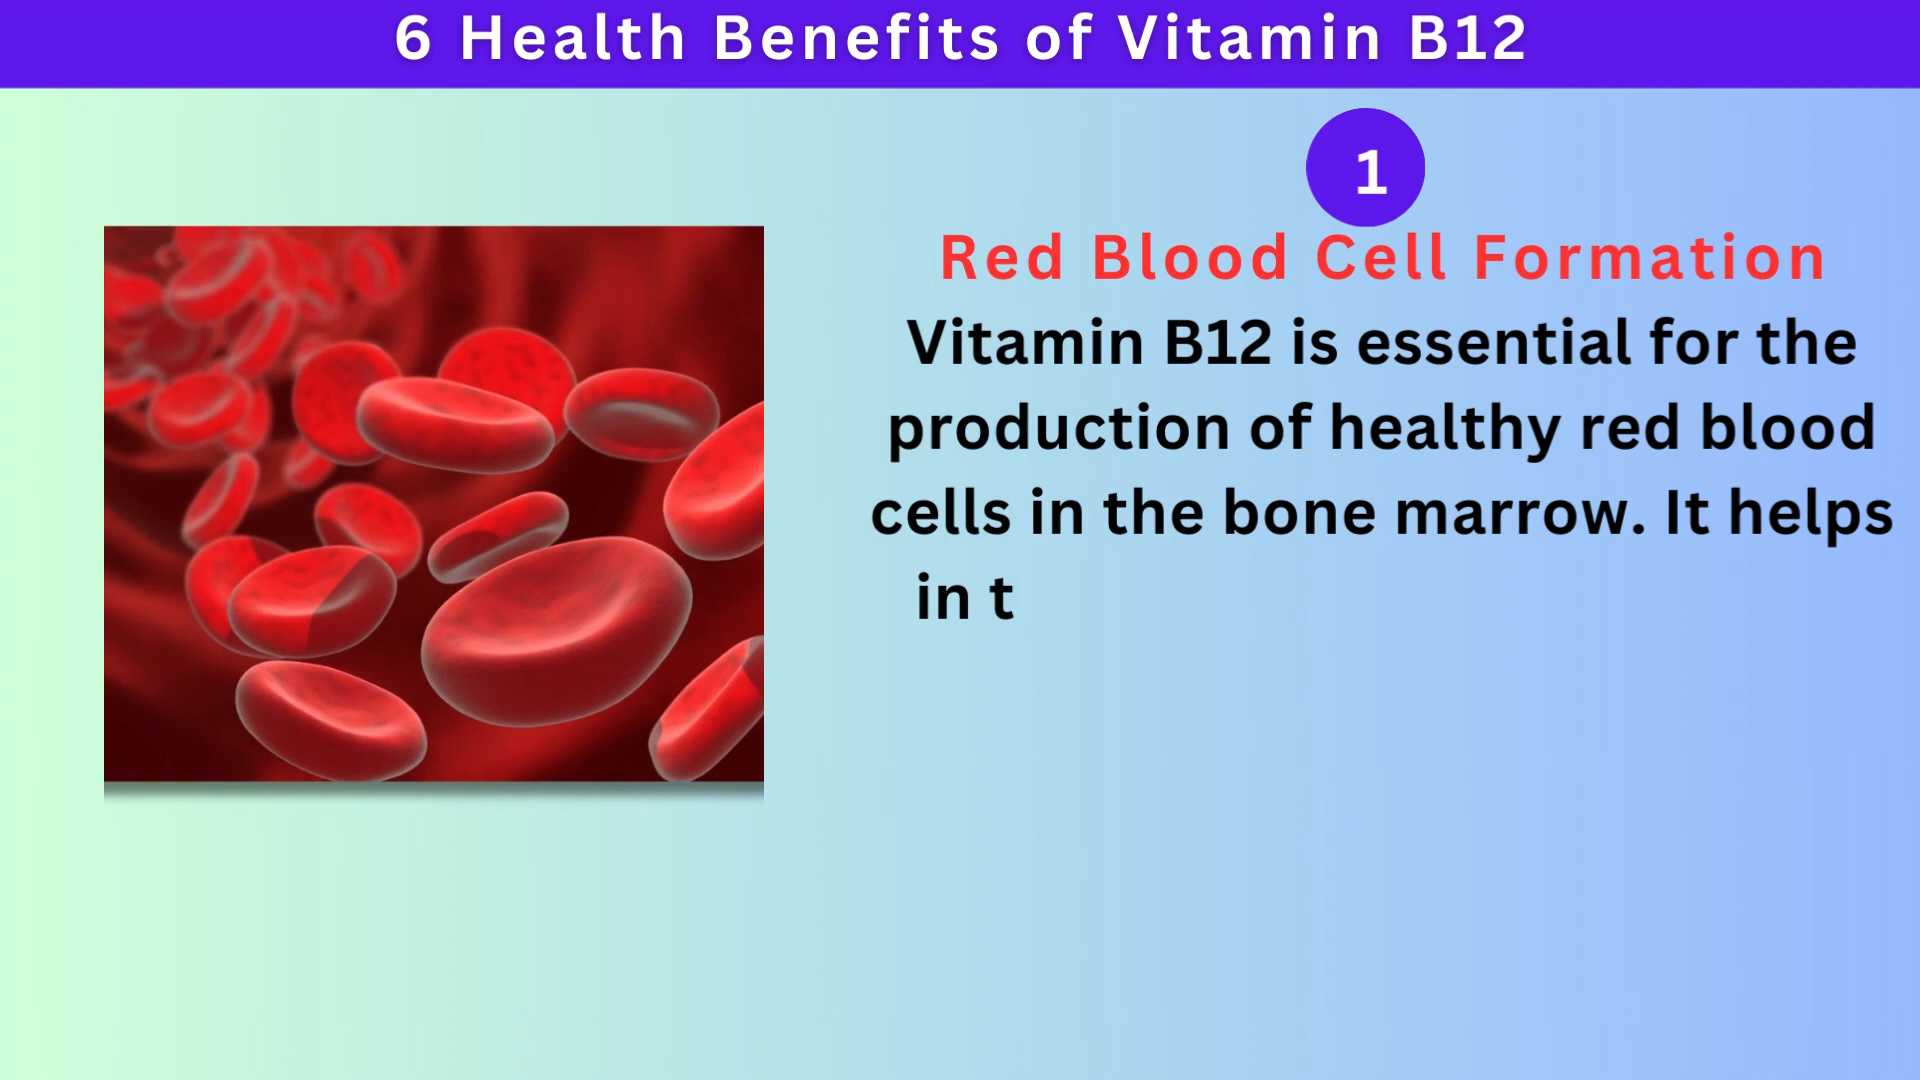 6 Health Benefits of Vitamin B12
1
Red Blood Cell Formation
Vitamin B12 is essential for the
production of healthy red blood
cells in the bone marrow. It helps
in t